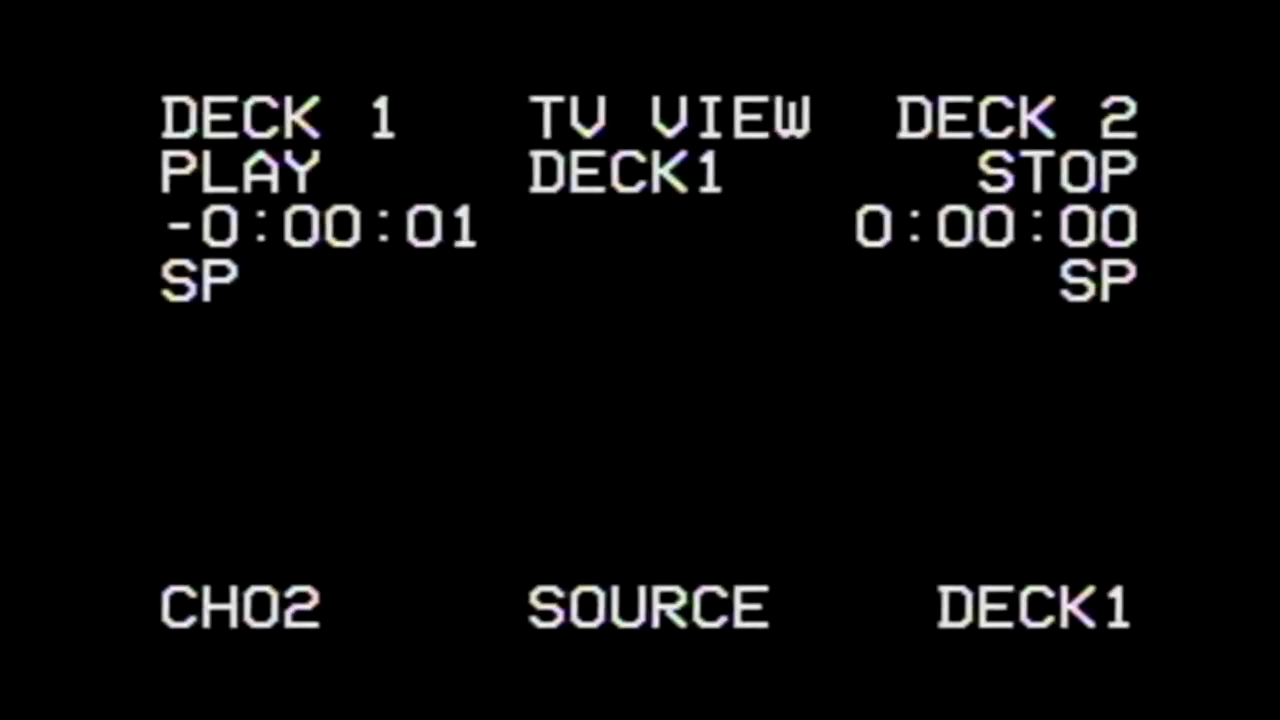 DECK 1 TV VIEW DECK 2
PLAY DECK1 STOP
-0:00:01 0:00:00
SP SP
CH02 SOURCE DECK1